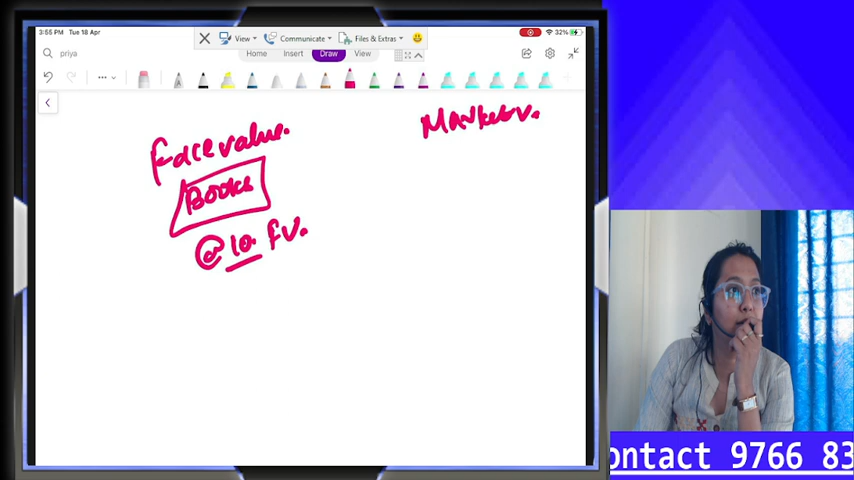 3:55 PM Tue 18 Apr 32%
View Communicate Files & Extras
priya Home Insert Draw View
Face value. Market v.
Books
@ 10 Fv.
ontact 9766 83